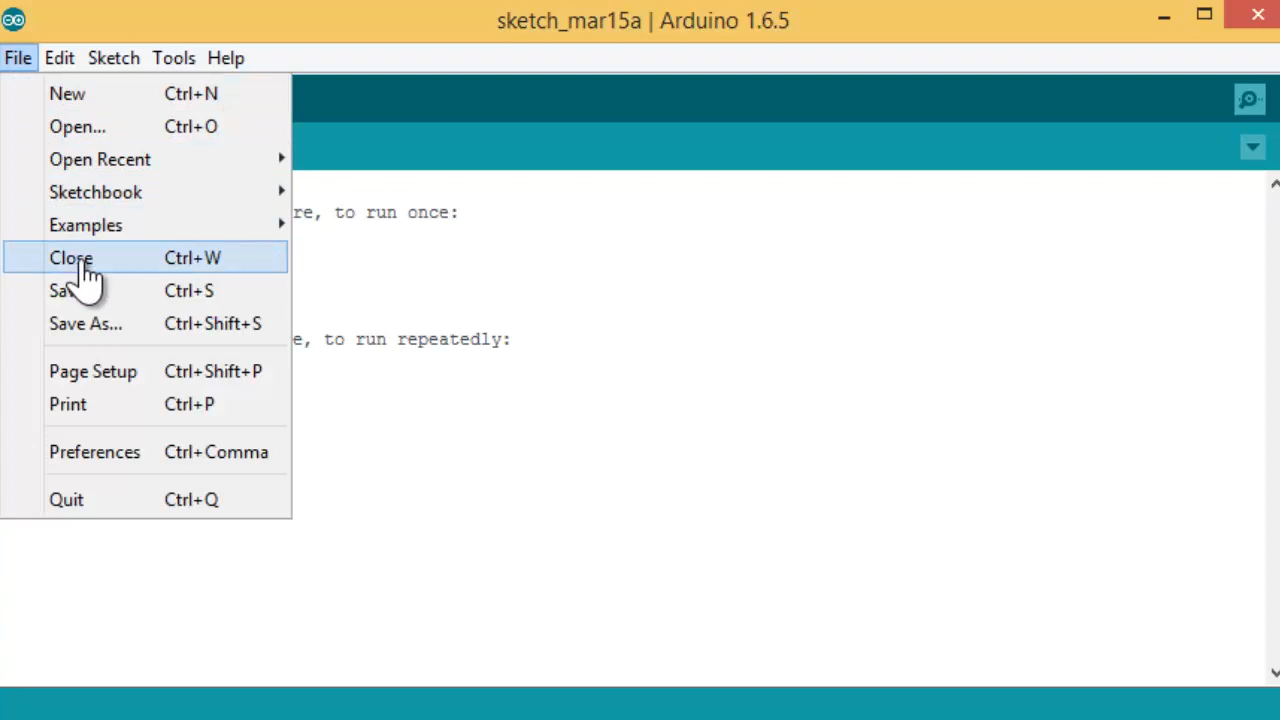 sketch_mar15a | Arduino 1.6.5
File Edit Sketch Tools Help
New Ctrl+N
Open... Ctrl+O
Open Recent
Sketchbook
re, to run once:
Examples
Close Ctrl+W
Ctrl+S
Save As... Ctrl+Shift+S
e, to run repeatedly:
Page Setup Ctrl+Shift+P
Print Ctrl+P
Preferences Ctrl+Comma
Quit Ctrl+Q